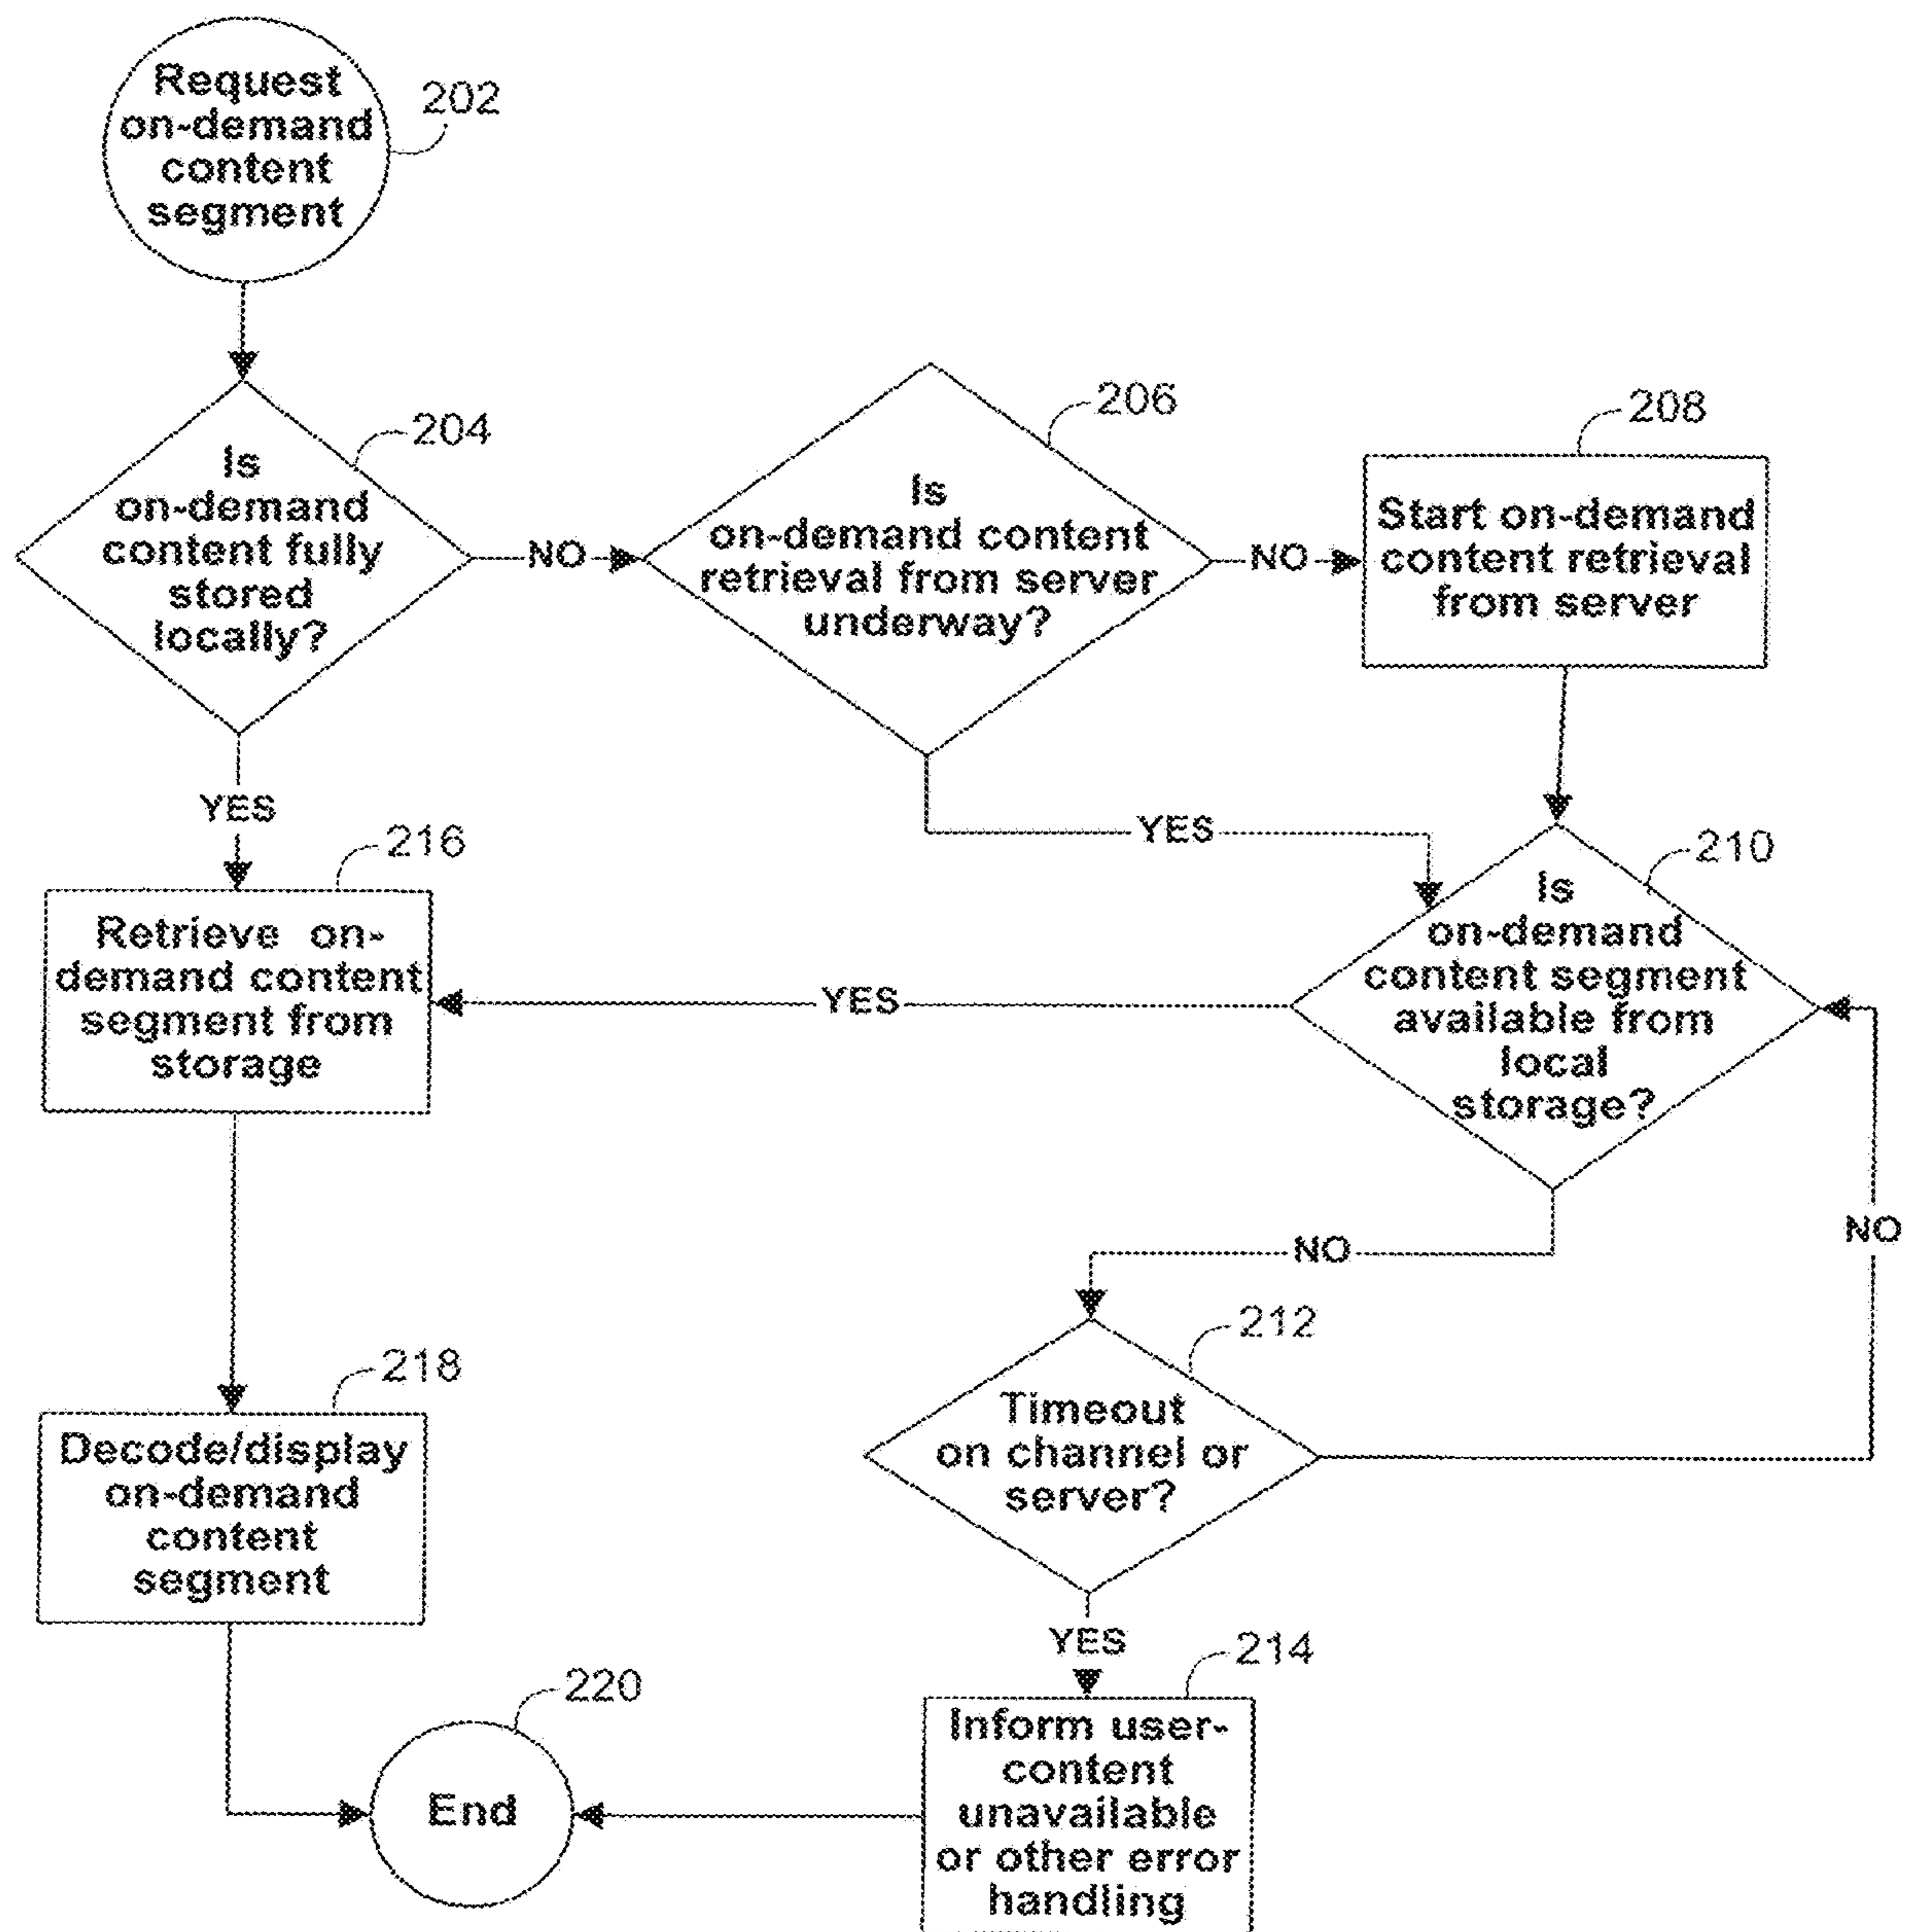 Request
on-demand
content
segment
202
Is
on-demand
content fully
stored
locally?
204
NO
Is
on-demand content
retrieval from server
underway?
206
NO
Start on-demand
content retrieval
from server
208
YES
YES
Retrieve on-
demand content
segment from
storage
216
YES
Is
on-demand
content segment
available from
local
storage?
210
NO
NO
Timeout
on channel or
server?
212
Decode/display
on-demand
content
segment
218
YES
Inform user-
content
unavailable
or other error
handling
214
End
220